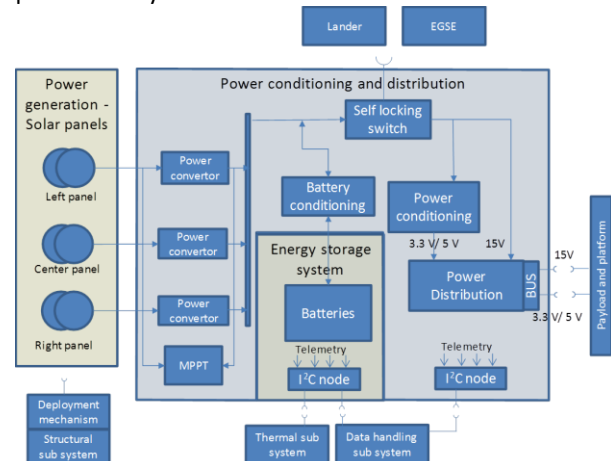 Lander
EGSE
Power
generation -
Solar panels
Left panel
Center panel
Right panel
Deployment
mechanism
Structural
sub system
Power conditioning and distribution
Self locking
switch
Power
convertor
Power
convertor
Power
convertor
MPPT
Battery
conditioning
Power
conditioning
3.3 V/ 5 V
15V
Energy storage
system
Batteries
Telemetry
I²C node
Power
Distribution
BUS
Telemetry
I²C node
15V
3.3 V/ 5 V
Payload and platform
Thermal sub
system
Data handling
sub system